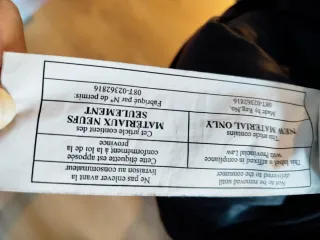 Not to be removed until
delivered to the consumer
Ne pas enlever avant la
livraison au consommateur
This label is affixed in compliance
with Provincial Law
Cette étiquette est apposée
conformément à la loi de la
province
This article contains
NEW MATERIAL ONLY
Cet article contient des
MATÉRIAUX NEUFS
SEULEMENT
Made by Reg.No.
08T-02362816
Fabriqué par N° de permis
08T-02362816